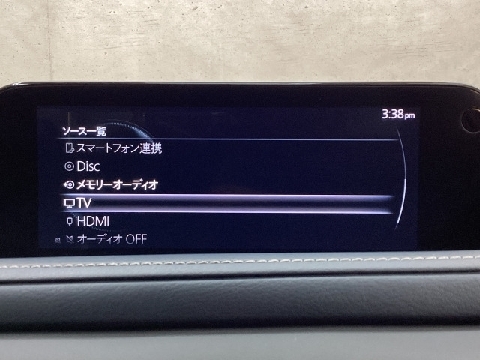 3:38pm
ソース一覧
スマートフォン連携
Disc
メモリーオーディオ
TV
HDMI
オーディオ OFF